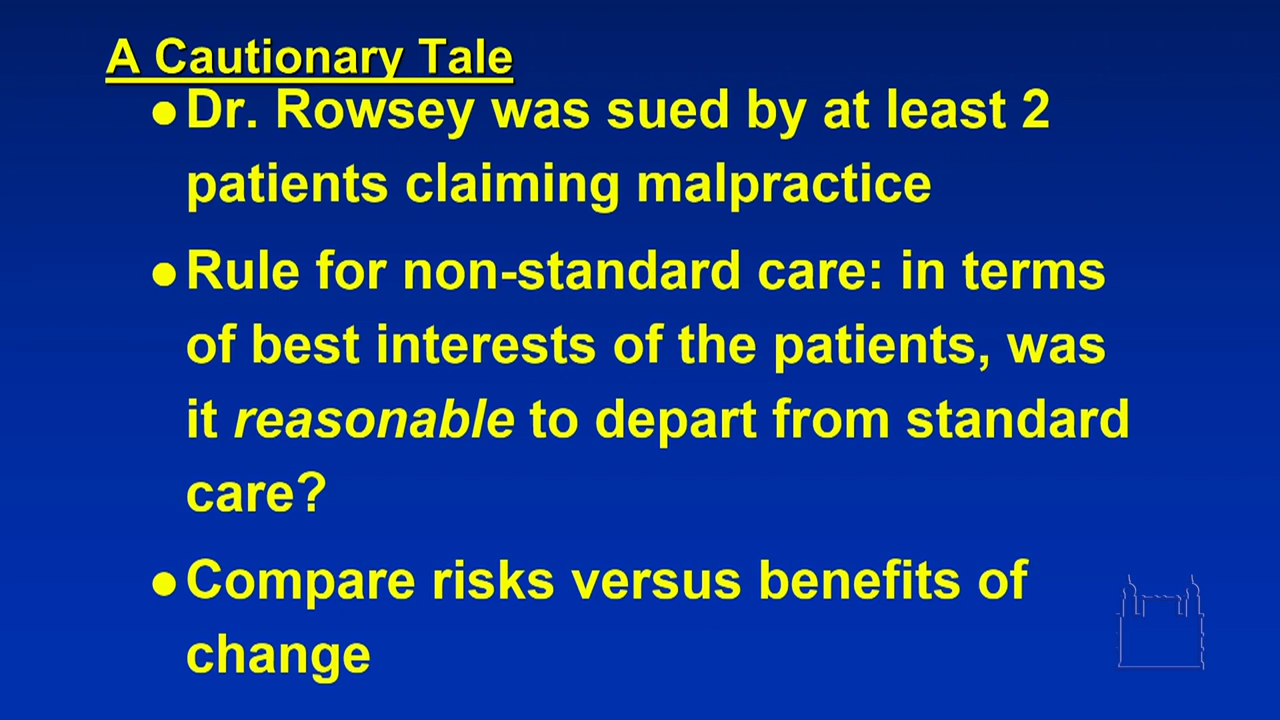 A Cautionary Tale
● Dr. Rowsey was sued by at least 2
patients claiming malpractice
● Rule for non-standard care: in terms
of best interests of the patients, was
it reasonable to depart from standard
care?
● Compare risks versus benefits of
change